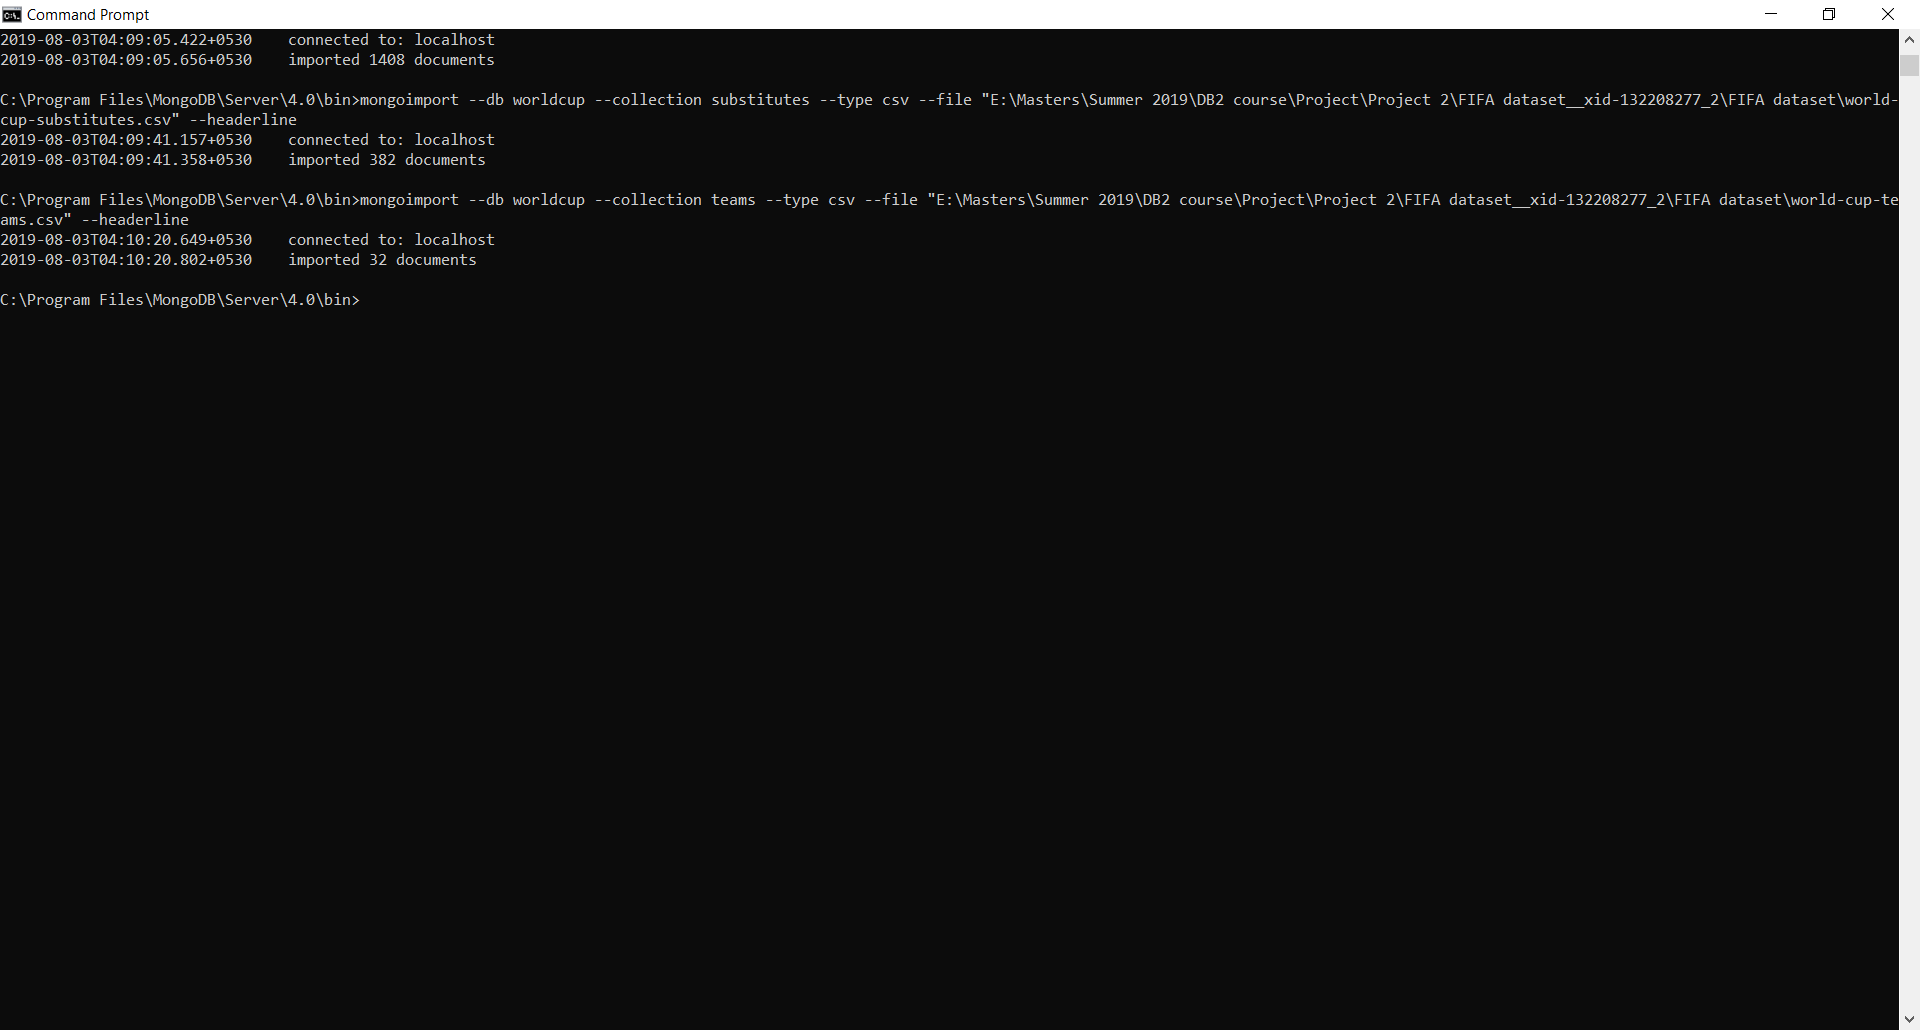 Command Prompt
2019-08-03T04:09:05.422+0530    connected to: localhost
2019-08-03T04:09:05.656+0530    imported 1408 documents
C:\Program Files\MongoDB\Server\4.0\bin>mongoimport --db worldcup --collection substitutes --type csv --file "E:\Masters\Summer 2019\DB2 course\Project\Project 2\FIFA dataset__xid-132208277_2\FIFA dataset\world-
cup-substitutes.csv" --headerline
2019-08-03T04:09:41.157+0530    connected to: localhost
2019-08-03T04:09:41.358+0530    imported 382 documents
C:\Program Files\MongoDB\Server\4.0\bin>mongoimport --db worldcup --collection teams --type csv --file "E:\Masters\Summer 2019\DB2 course\Project\Project 2\FIFA dataset__xid-132208277_2\FIFA dataset\world-cup-te
ams.csv" --headerline
2019-08-03T04:10:20.649+0530    connected to: localhost
2019-08-03T04:10:20.802+0530    imported 32 documents
C:\Program Files\MongoDB\Server\4.0\bin>